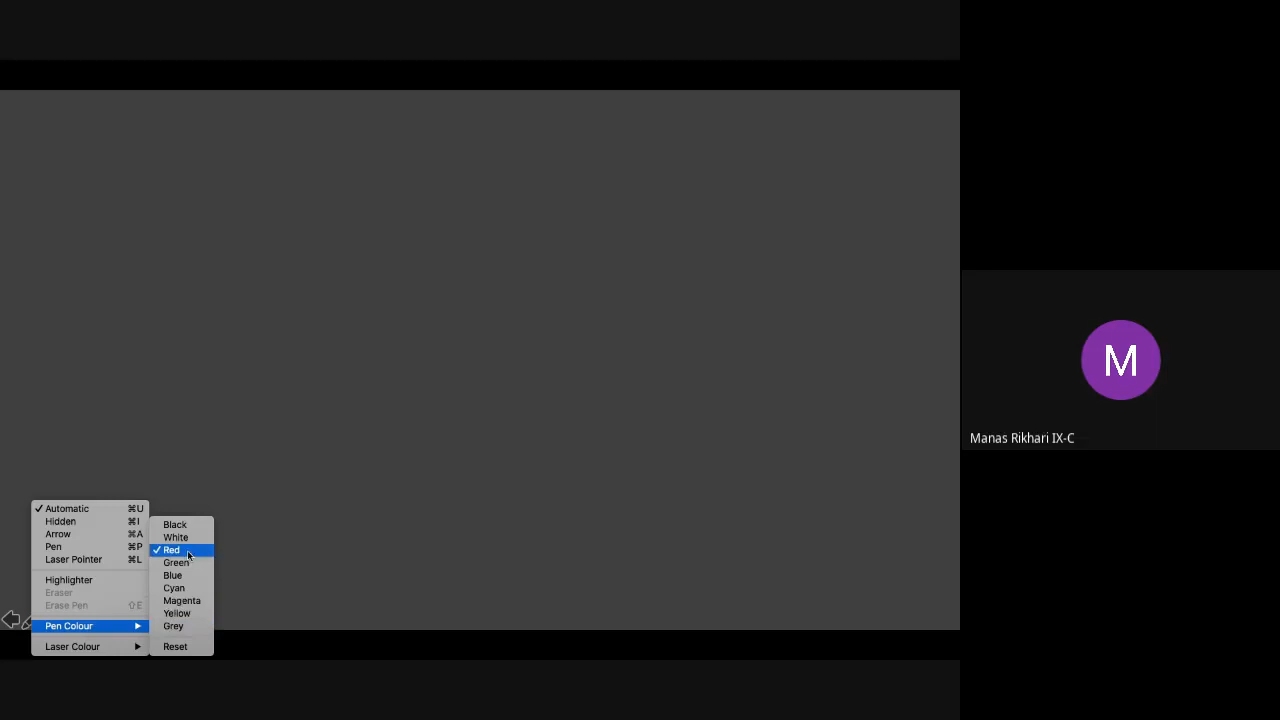 ✓ Automatic ⌘U
Hidden ⌘I
Arrow ⌘A
Pen ⌘P
Laser Pointer ⌘L
Highlighter
Eraser
Erase Pen ⇧E
Pen Colour ▶
Laser Colour ▶
Black
White
✓ Red
Green
Blue
Cyan
Magenta
Yellow
Grey
Reset
M
Manas Rikhari IX-C